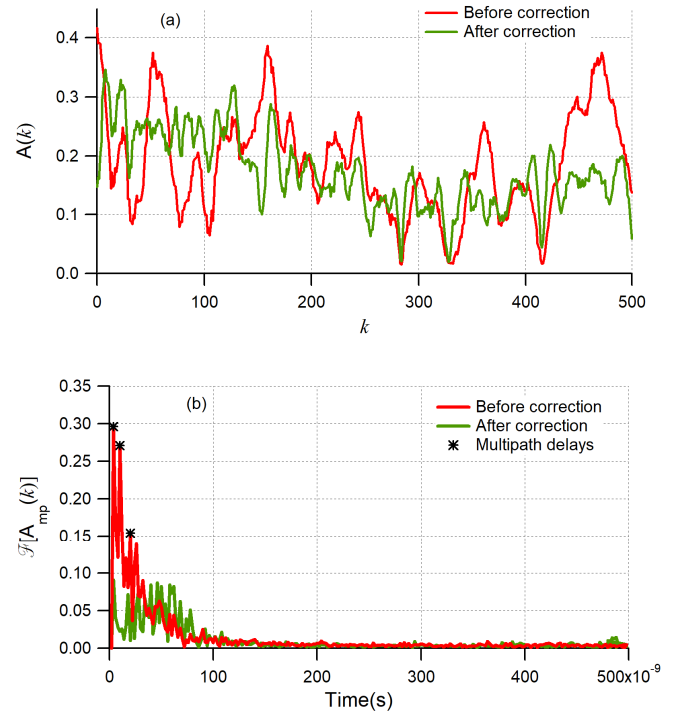 (a)
Before correction
After correction
0.4
0.3
0.2
0.1
0.0
A(k)
0
100
200
300
400
500
k
(b)
Before correction
After correction
Multipath delays
0.35
0.30
0.25
0.20
0.15
0.10
0.05
0.00
ℱ[A_mp(k)]
0
100
200
300
400
500x10⁻⁹
Time(s)